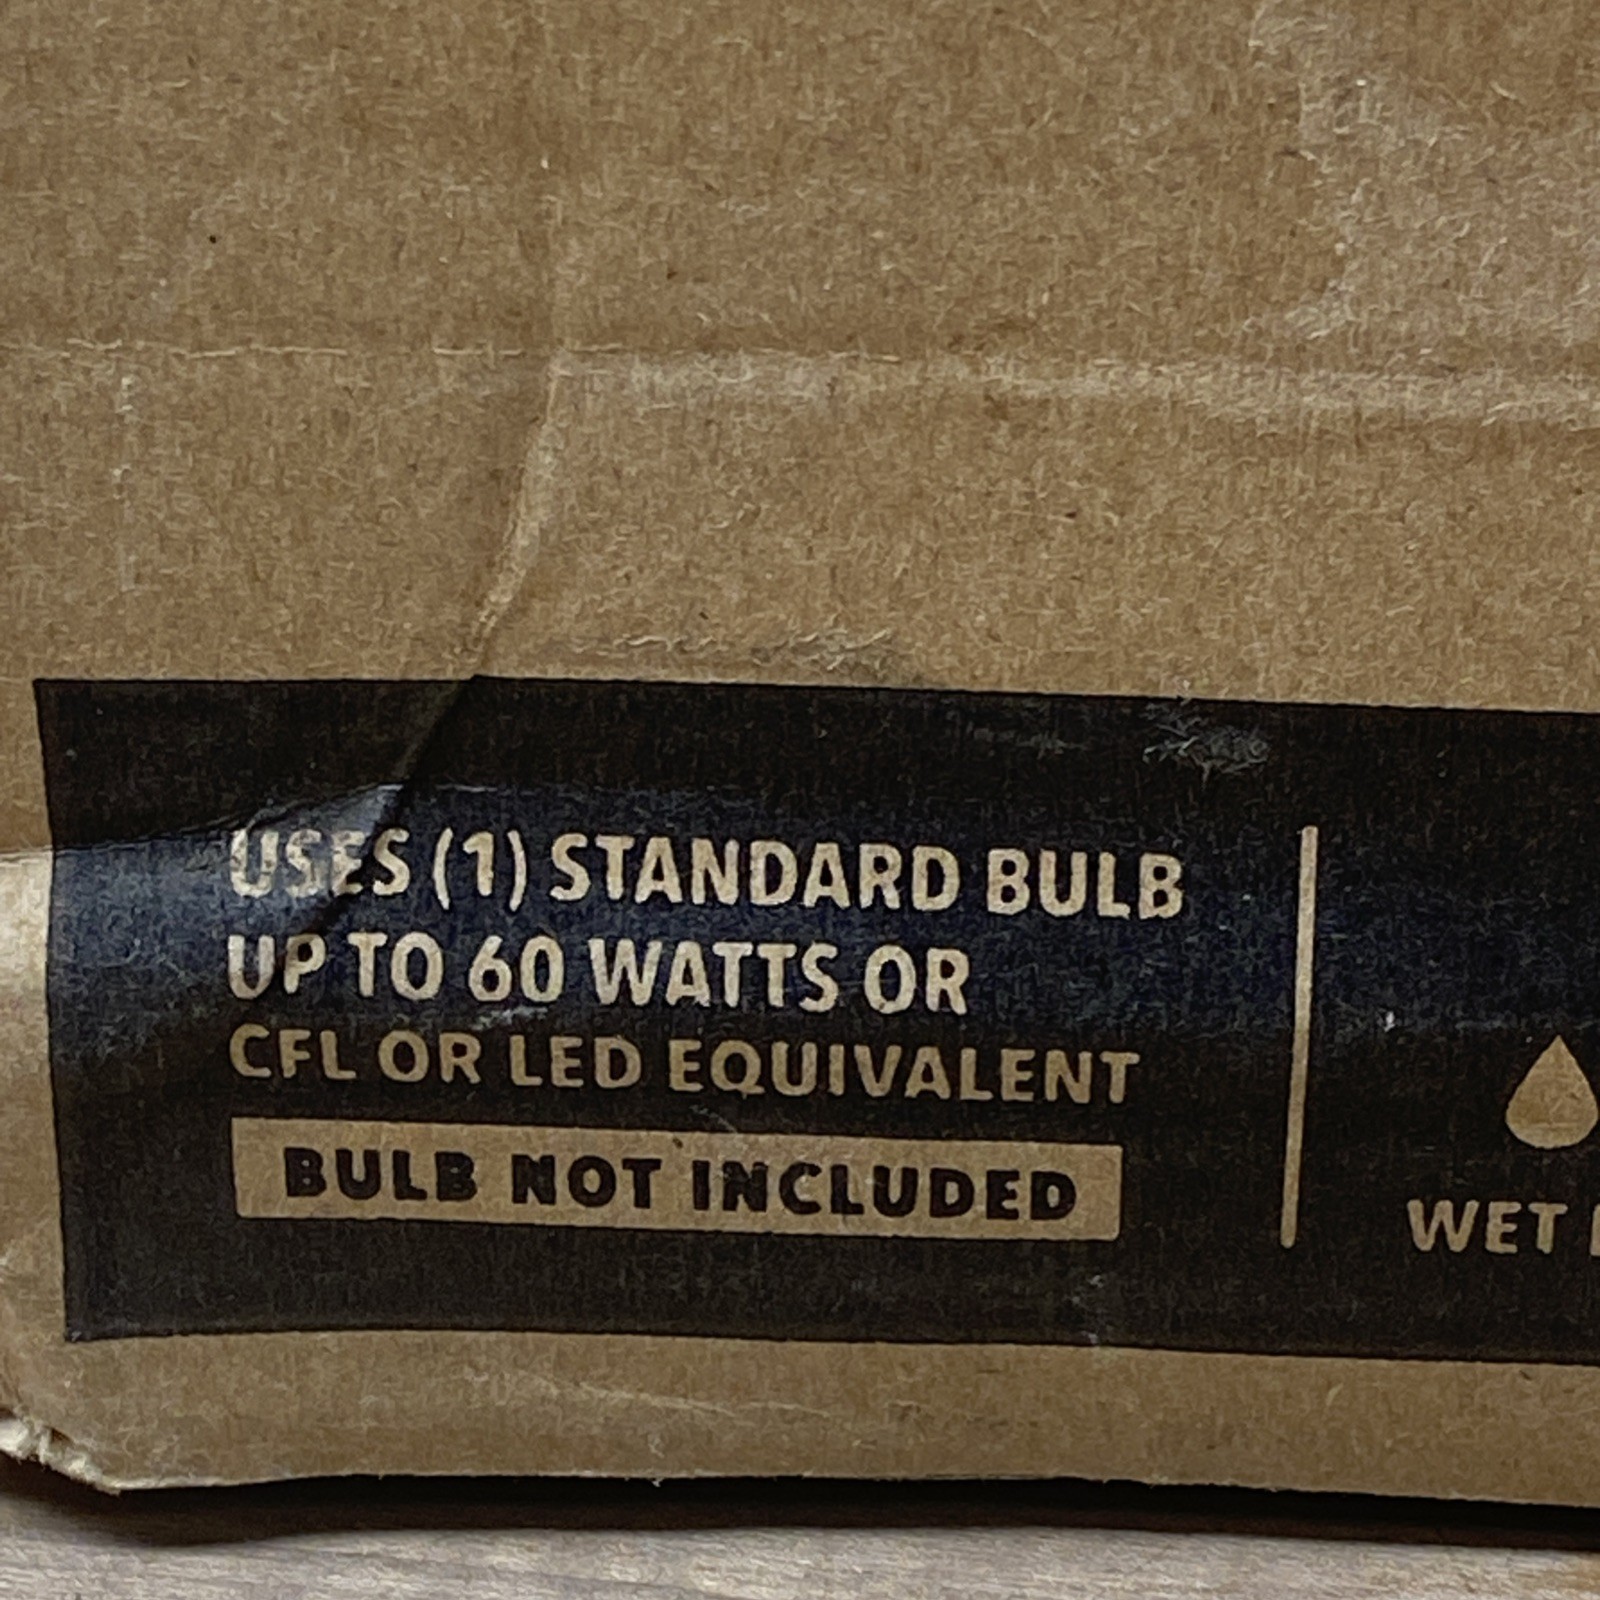 USES (1) STANDARD BULB
UP TO 60 WATTS OR
CFL OR LED EQUIVALENT
BULB NOT INCLUDED
WET